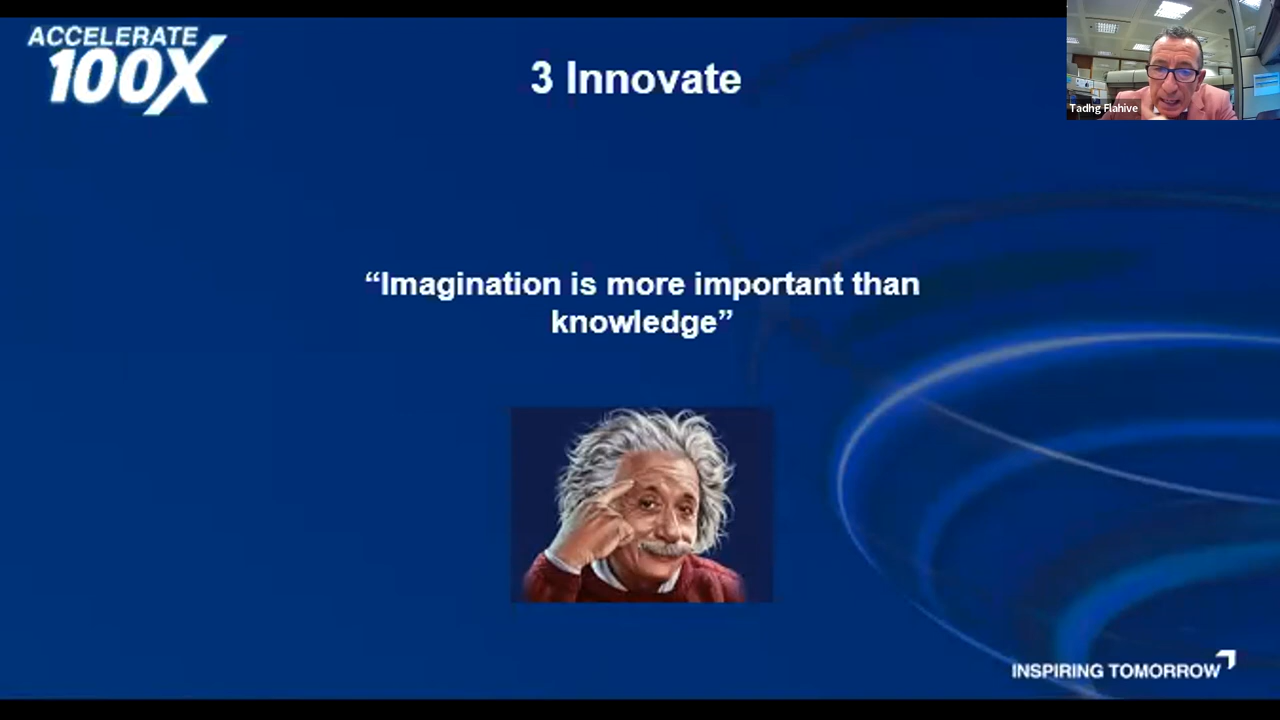 ACCELERATE
100X
3 Innovate
Tadhg Flahive
“Imagination is more important than
knowledge”
INSPIRING TOMORROW